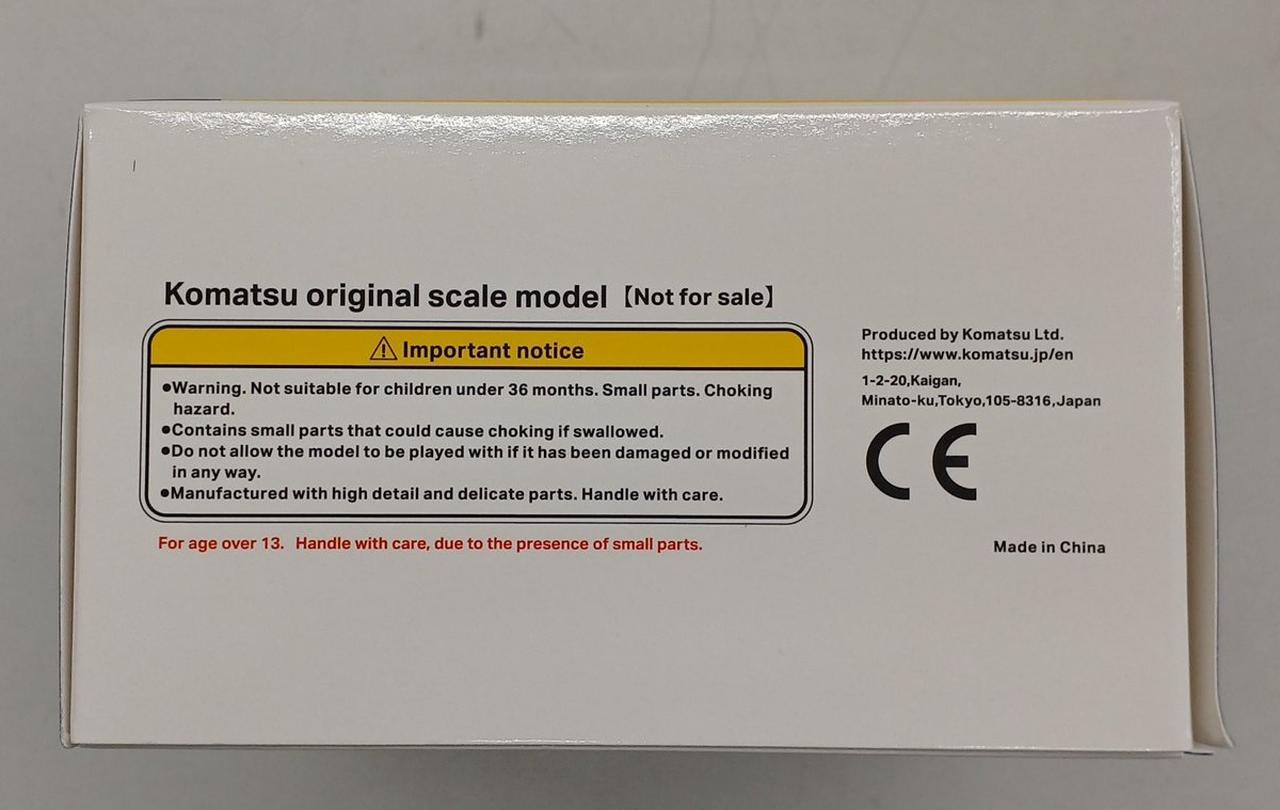 Komatsu original scale model【Not for sale】
⚠ Important notice
●Warning. Not suitable for children under 36 months. Small parts. Choking
hazard.
●Contains small parts that could cause choking if swallowed.
●Do not allow the model to be played with if it has been damaged or modified
in any way.
●Manufactured with high detail and delicate parts. Handle with care.
For age over 13. Handle with care, due to the presence of small parts.
Produced by Komatsu Ltd.
https://www.komatsu.jp/en
1-2-20,Kaigan,
Minato-ku,Tokyo,105-8316,Japan
CE
Made in China